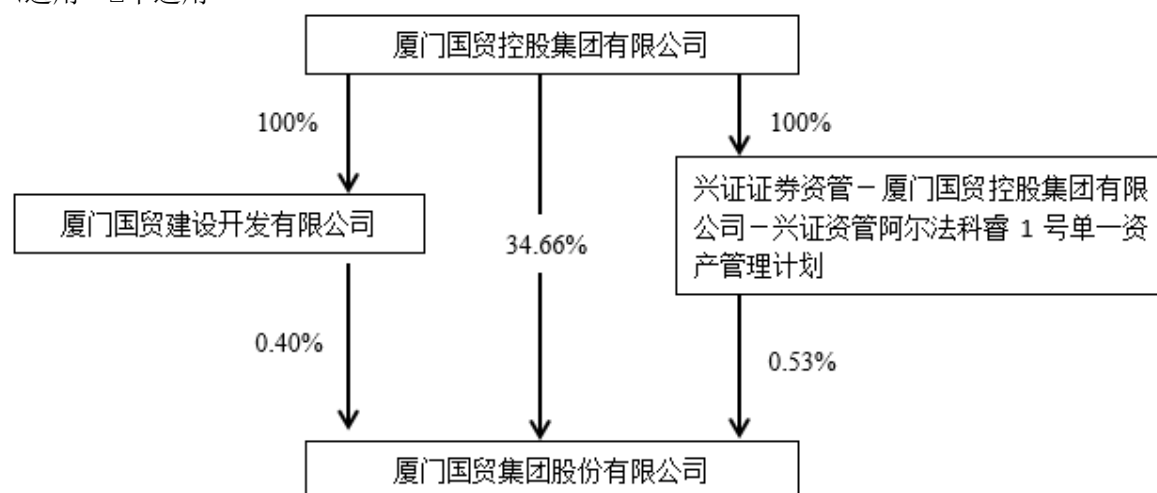 厦门国贸控股集团有限公司
100%
100%
厦门国贸建设开发有限公司
34.66%
兴证证券资管－厦门国贸控股集团有限
公司－兴证资管阿尔法科睿 1 号单一资
产管理计划
0.40%
0.53%
厦门国贸集团股份有限公司